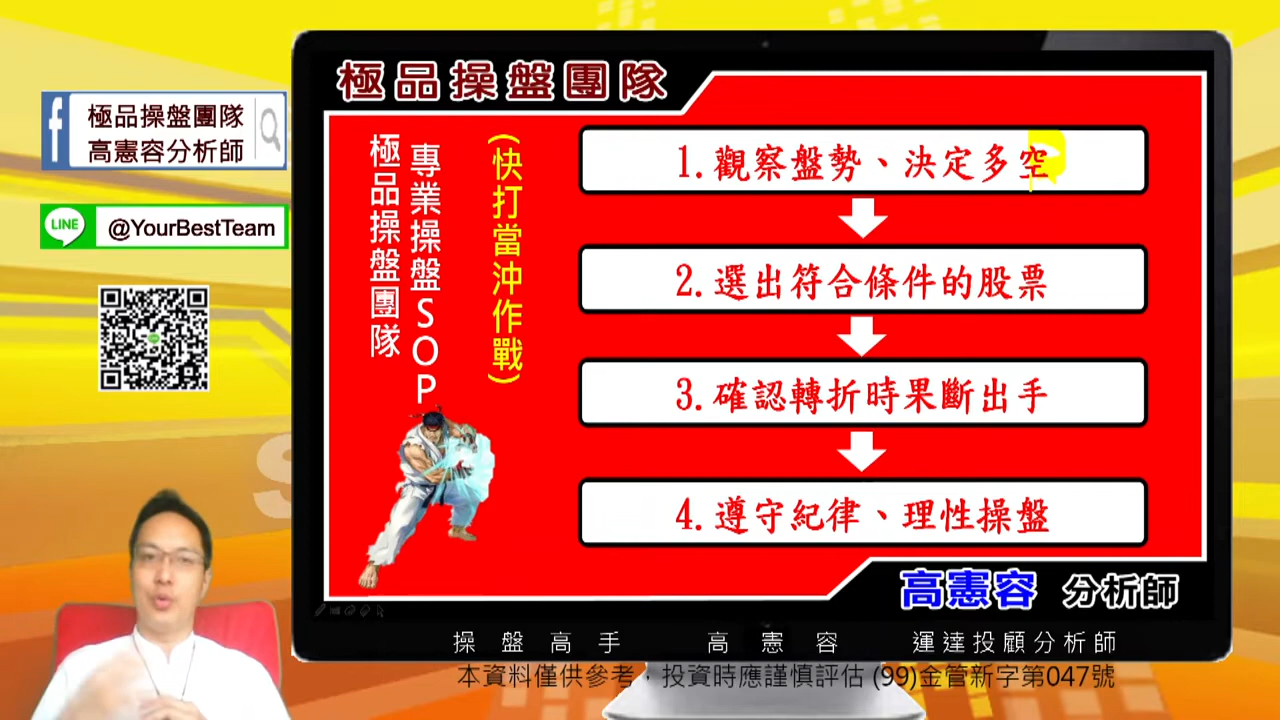 極品操盤團隊
高憲容分析師
LINE
@YourBestTeam
極品操盤團隊
極品操盤團隊
專業操盤SOP
(快打當沖作戰)
1.觀察盤勢、決定多空
2.選出符合條件的股票
3.確認轉折時果斷出手
4.遵守紀律、理性操盤
高憲容 分析師
操盤高手 高憲容 運達投顧分析師
本資料僅供參考，投資時應謹慎評估 (99)金管新字第047號